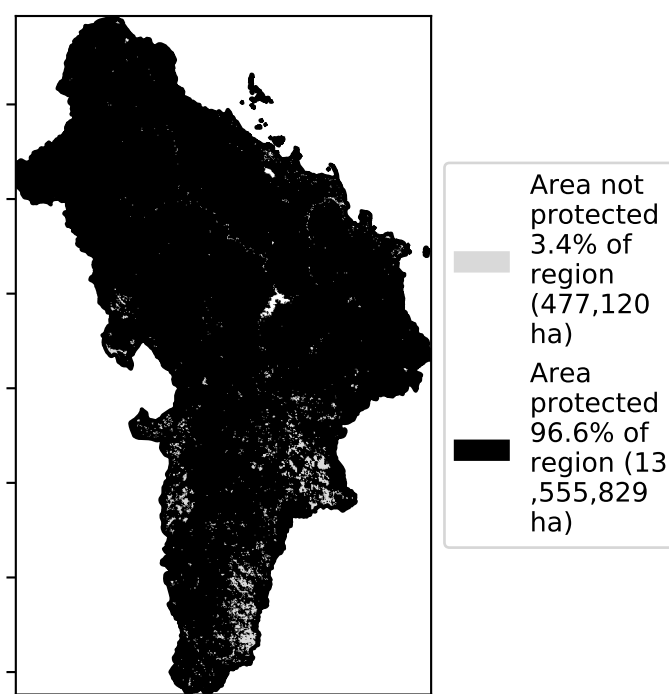 Area not
protected
3.4% of
region
(477,120
ha)
Area
protected
96.6% of
region (13
,555,829
ha)